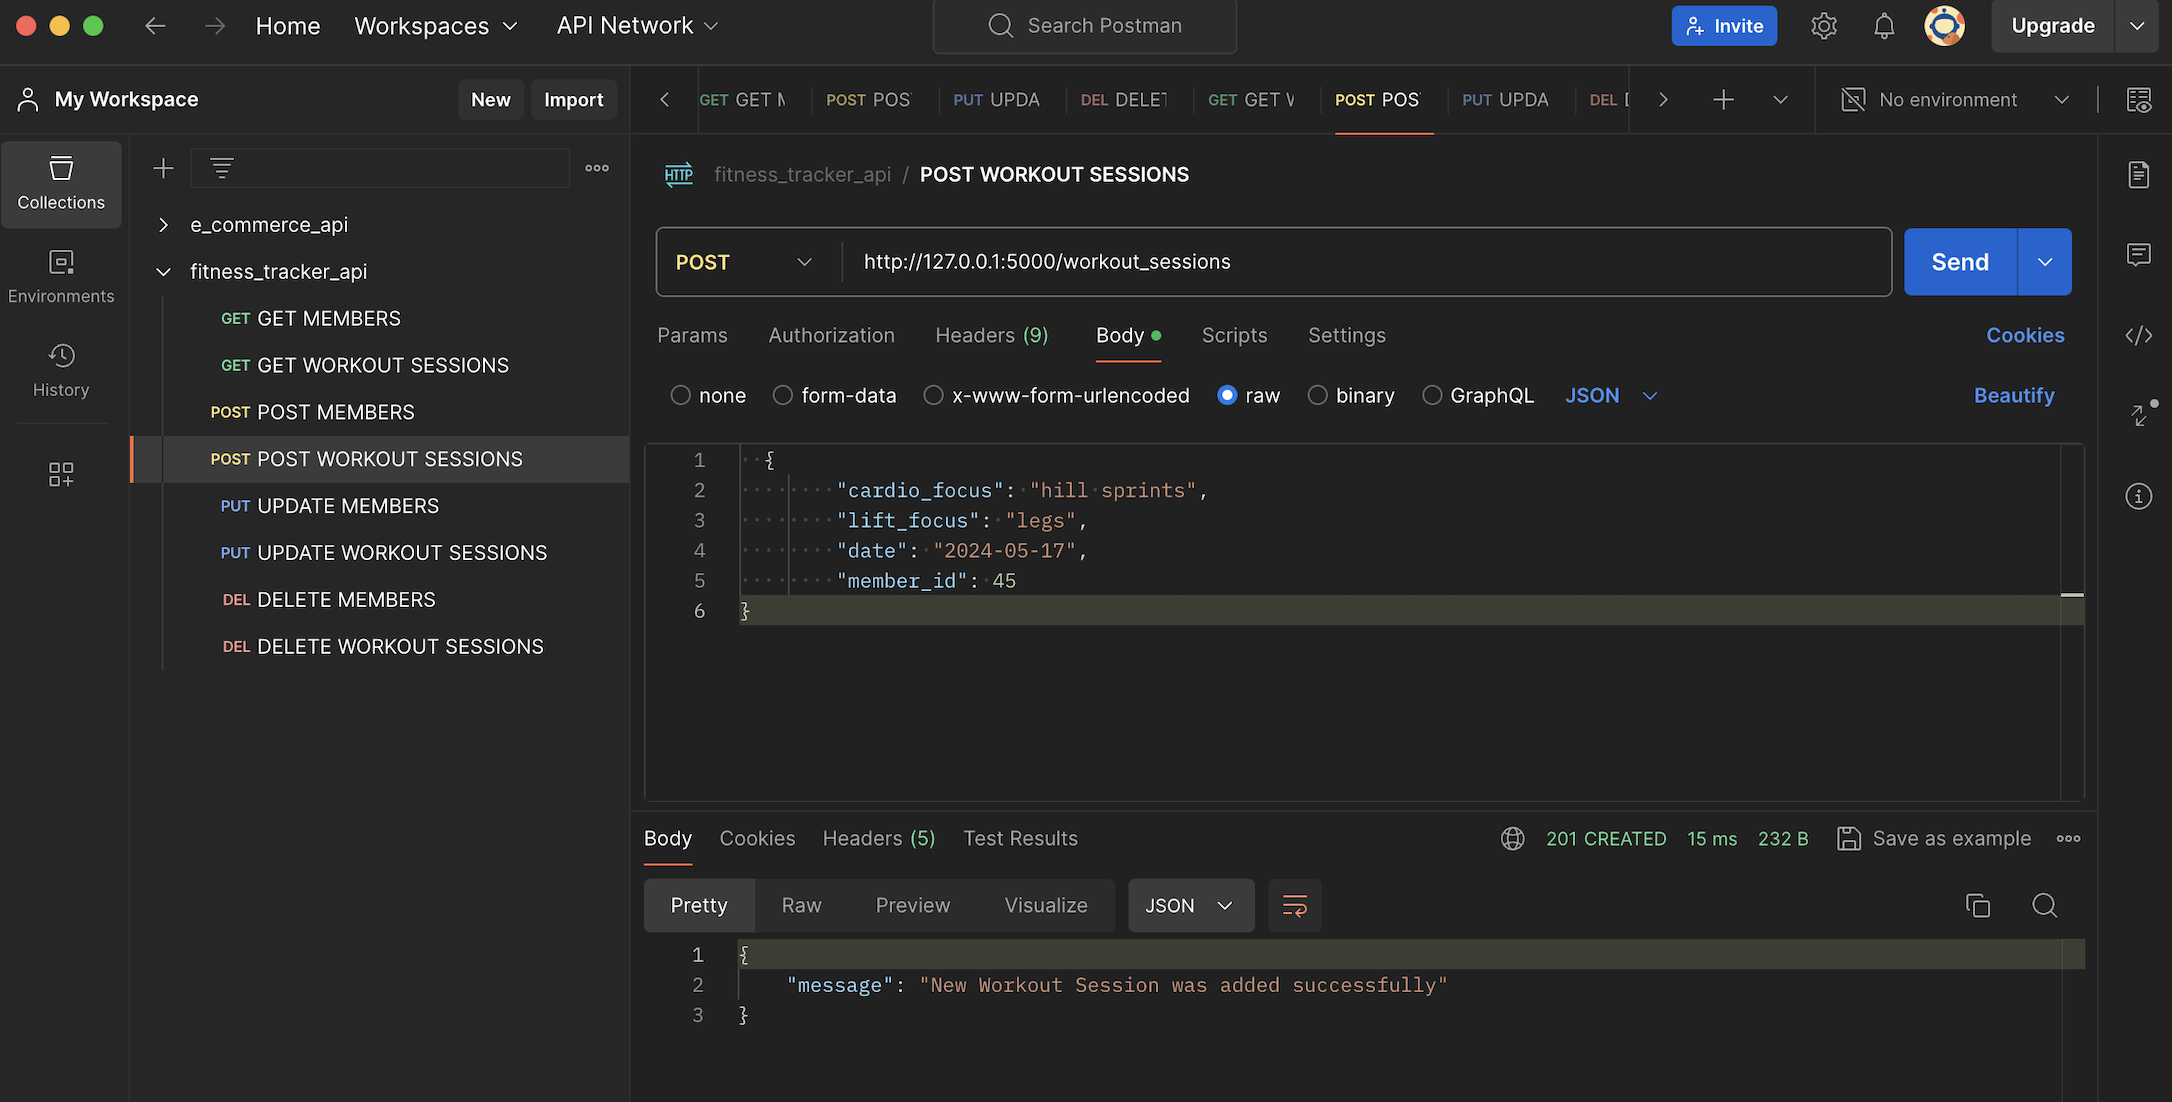 Home Workspaces API Network Search Postman Invite Upgrade
My Workspace New Import GET GET M POST POS PUT UPDA DEL DELET GET GET V POST POS PUT UPDA DEL No environment
Collections
Environments
History
e_commerce_api
fitness_tracker_api
GET GET MEMBERS
GET GET WORKOUT SESSIONS
POST POST MEMBERS
POST POST WORKOUT SESSIONS
PUT UPDATE MEMBERS
PUT UPDATE WORKOUT SESSIONS
DEL DELETE MEMBERS
DEL DELETE WORKOUT SESSIONS
HTTP fitness_tracker_api / POST WORKOUT SESSIONS
POST http://127.0.0.1:5000/workout_sessions Send
Params Authorization Headers (9) Body Scripts Settings Cookies
none form-data x-www-form-urlencoded raw binary GraphQL JSON Beautify
1 {
2 "cardio_focus": "hill sprints",
3 "lift_focus": "legs",
4 "date": "2024-05-17",
5 "member_id": 45
6 }
Body Cookies Headers (5) Test Results 201 CREATED 15 ms 232 B Save as example
Pretty Raw Preview Visualize JSON
1 {
2 "message": "New Workout Session was added successfully"
3 }